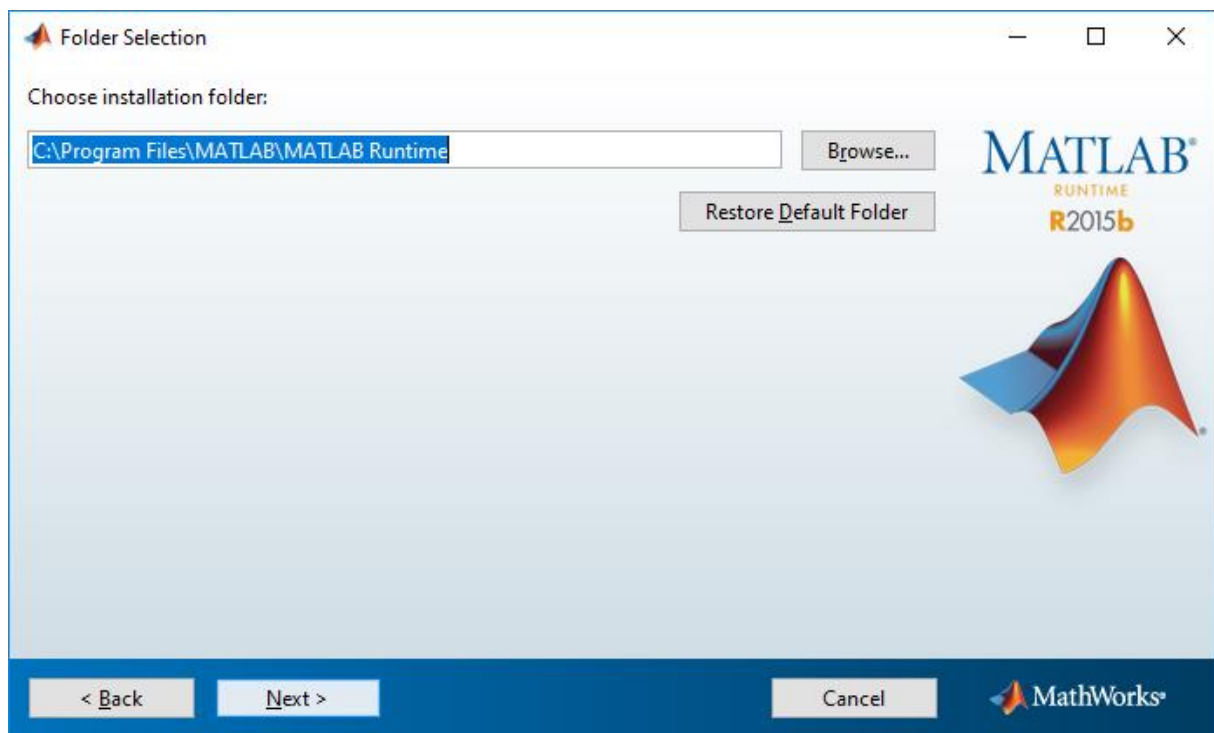 Folder Selection
Choose installation folder:
C:\Program Files\MATLAB\MATLAB Runtime
Browse...
Restore Default Folder
MATLAB®
RUNTIME
R2015b
< Back
Next >
Cancel
MathWorks®